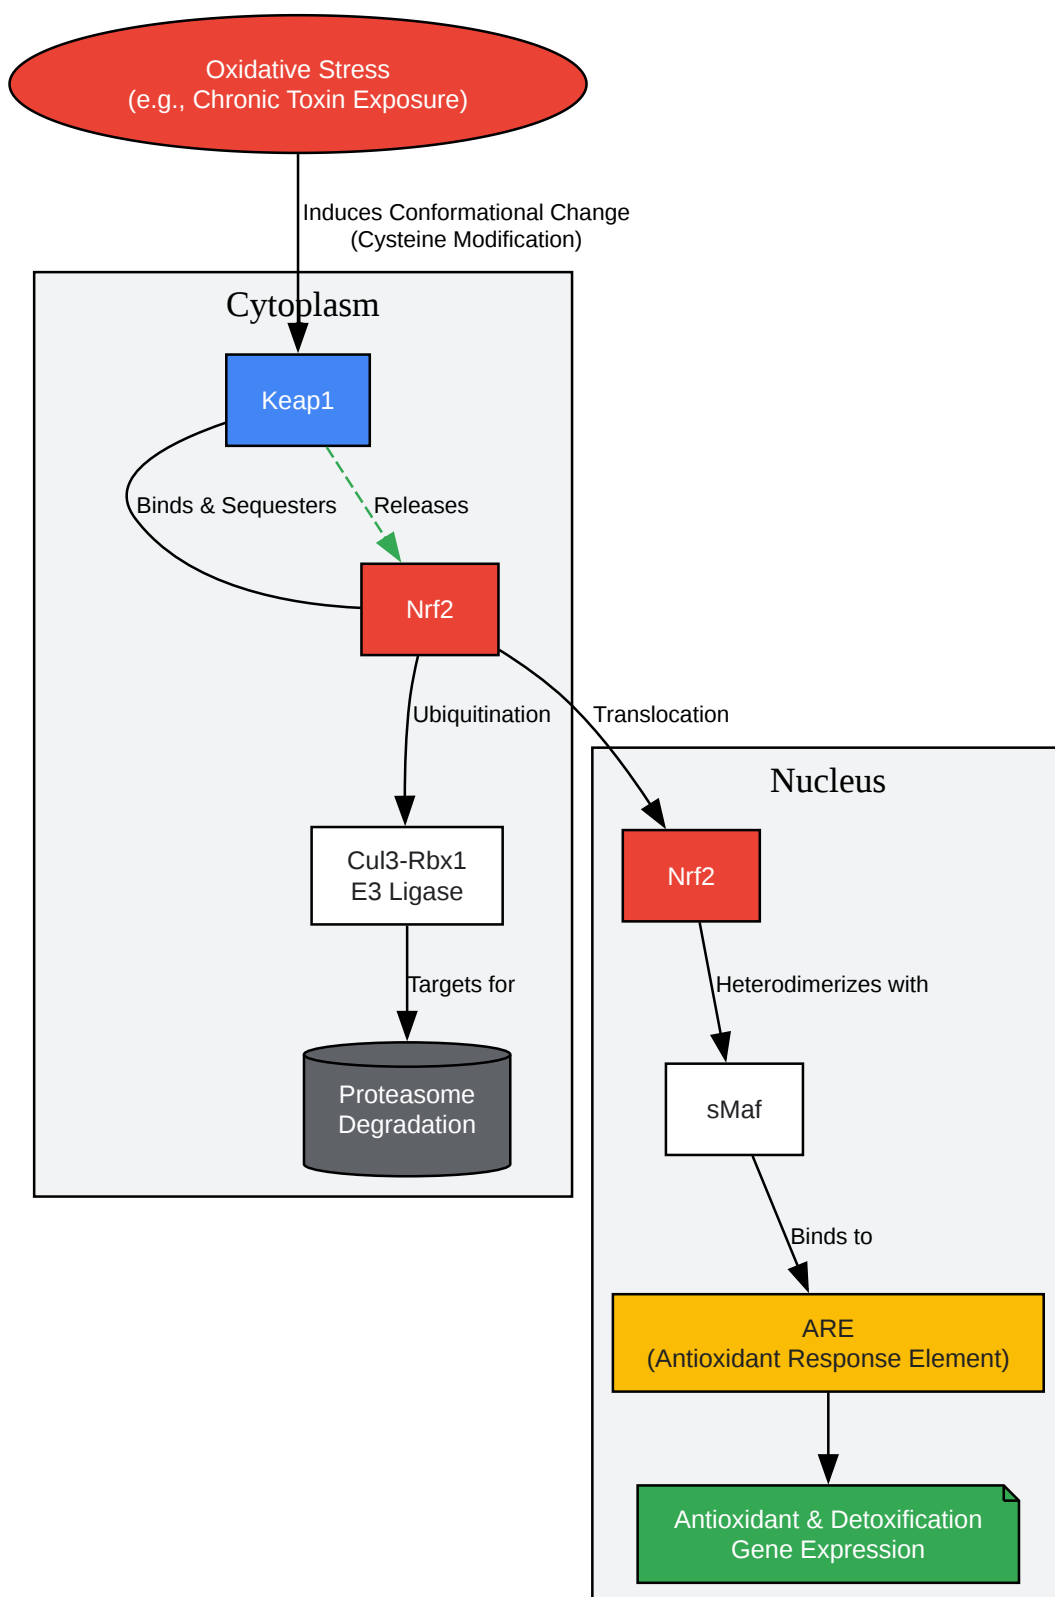 Oxidative Stress
(e.g., Chronic Toxin Exposure)
Induces Conformational Change
(Cysteine Modification)
Cytoplasm
Keap1
Binds & Sequesters
Releases
Nrf2
Ubiquitination
Translocation
Nucleus
Cul3-Rbx1
E3 Ligase
Nrf2
Targets for
Heterodimerizes with
Proteasome
Degradation
sMaf
Binds to
ARE
(Antioxidant Response Element)
Antioxidant & Detoxification
Gene Expression